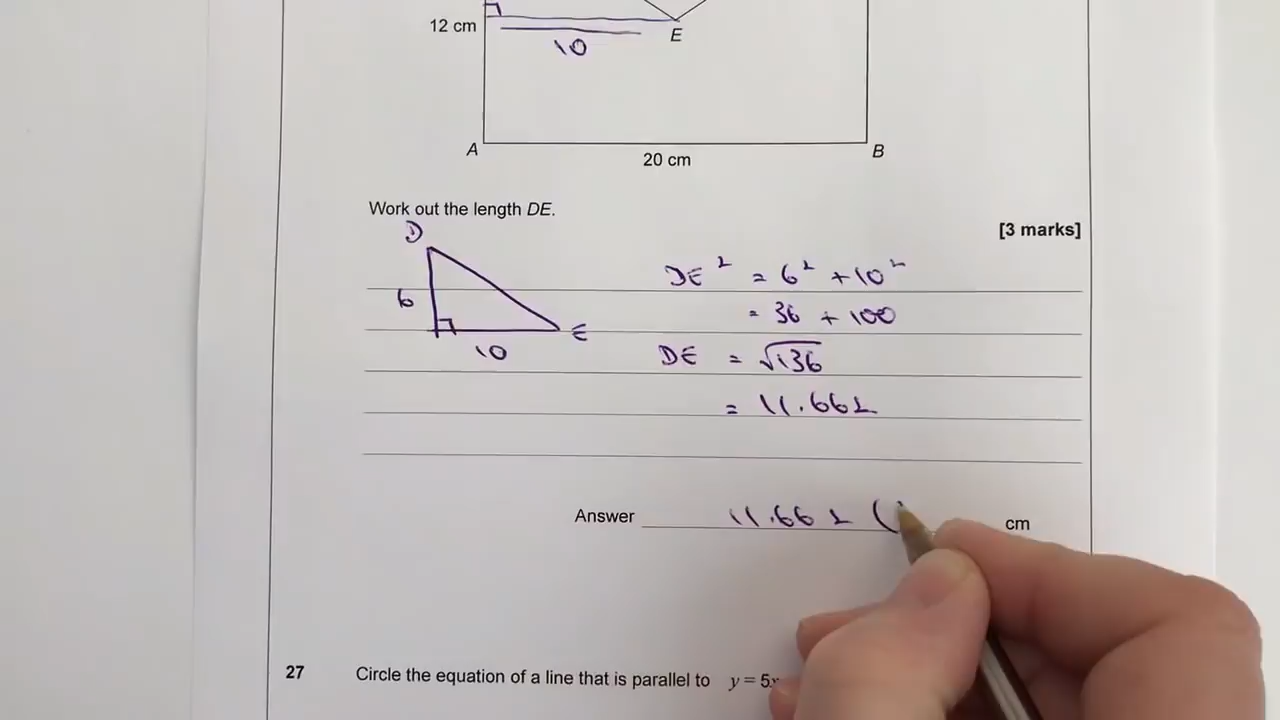 12 cm
E
10
A
B
20 cm
Work out the length DE.
[3 marks]
D
6
10
E
DE² = 6² + 10²
= 36 + 100
DE = √136
= 11.662
Answer 11.662 (
cm
27 Circle the equation of a line that is parallel to y = 5x